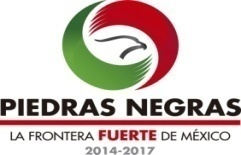 PIEDRAS NEGRAS
LA FRONTERA FUERTE DE MÉXICO
2014-2017